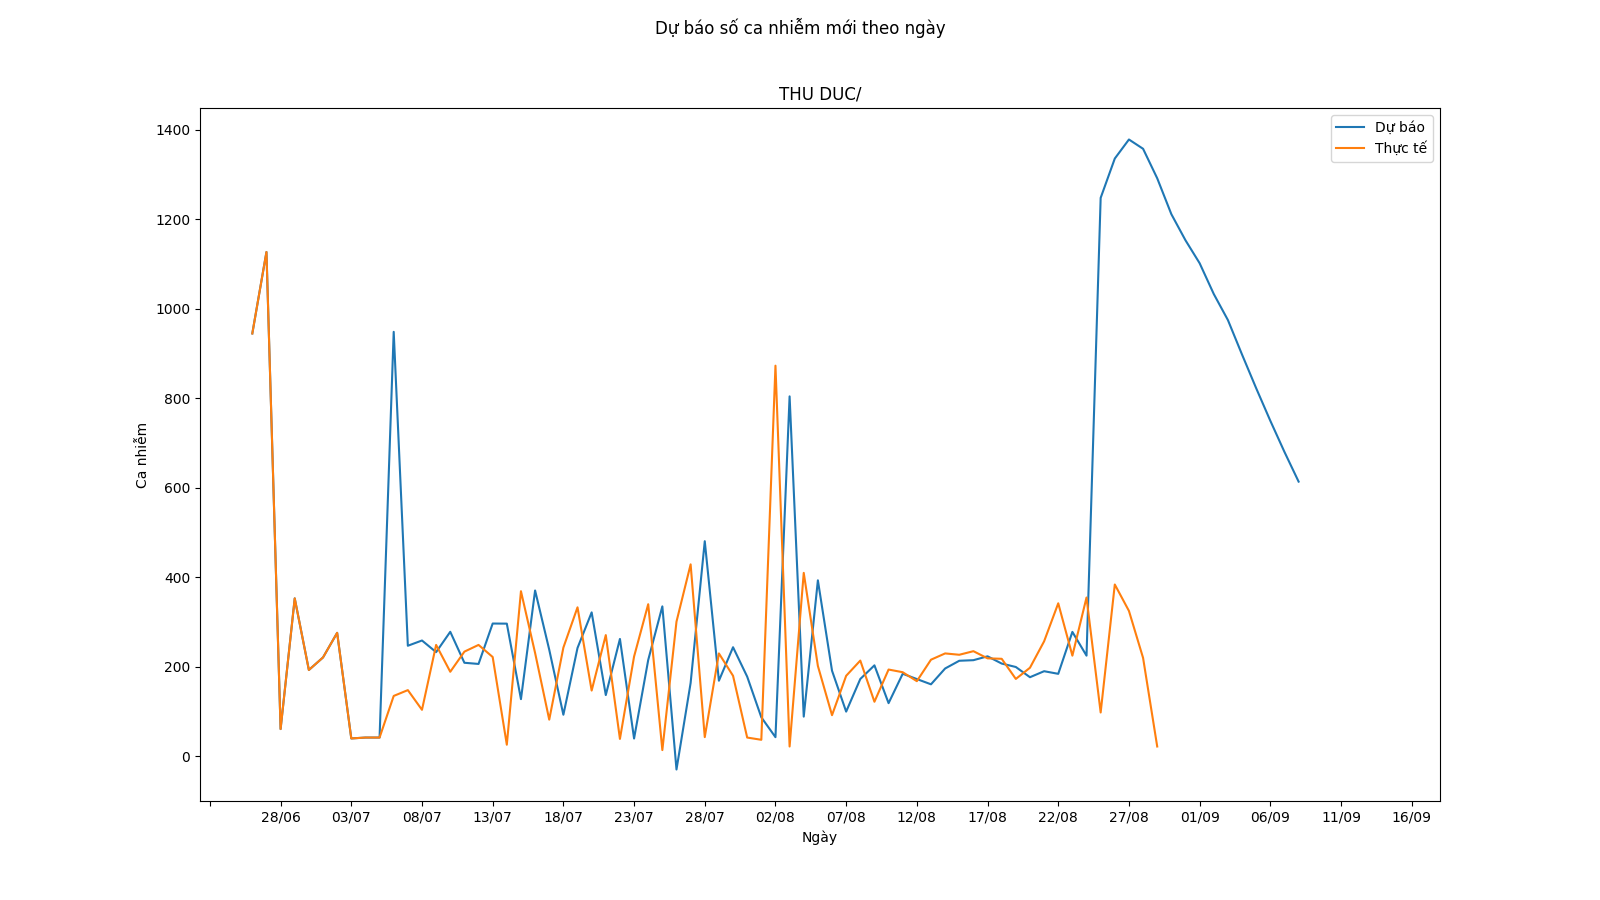 Dự báo số ca nhiễm mới theo ngày
THU DUC/
Dự báo
Thực tế
1400
1200
1000
800
600
400
200
0
Ca nhiễm
28/06 03/07 08/07 13/07 18/07 23/07 28/07 02/08 07/08 12/08 17/08 22/08 27/08 01/09 06/09 11/09 16/09
Ngày